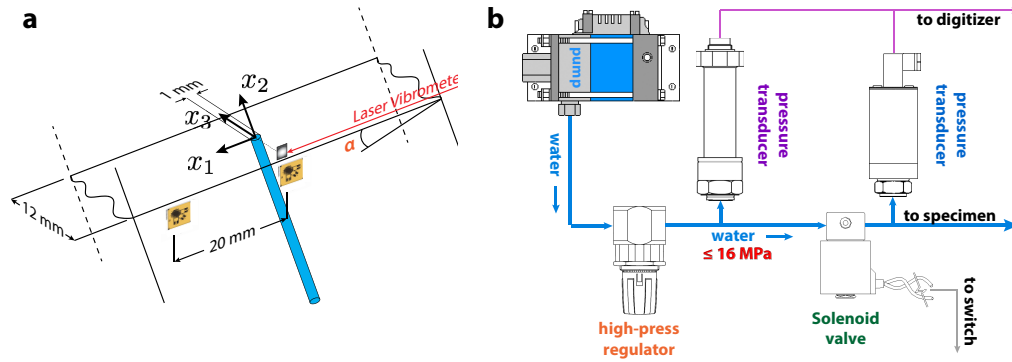 a
1 mm
x2
x3
x1
Laser Vibromete
α
12 mm
20 mm
b
pump
water
pressure
transducer
pressure
transducer
to digitizer
to specimen
water
≤ 16 MPa
high-press
regulator
Solenoid
valve
to switch